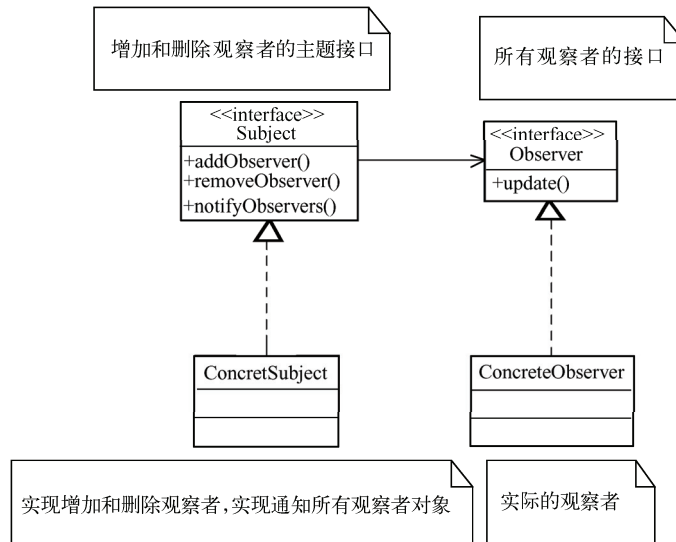 增加和删除观察者的主题接口
所有观察者的接口
<<interface>>
Subject
+addObserver()
+removeObserver()
+notifyObservers()
<<interface>>
Observer
+update()
ConcretSubject
ConcreteObserver
实现增加和删除观察者,实现通知所有观察者对象
实际的观察者